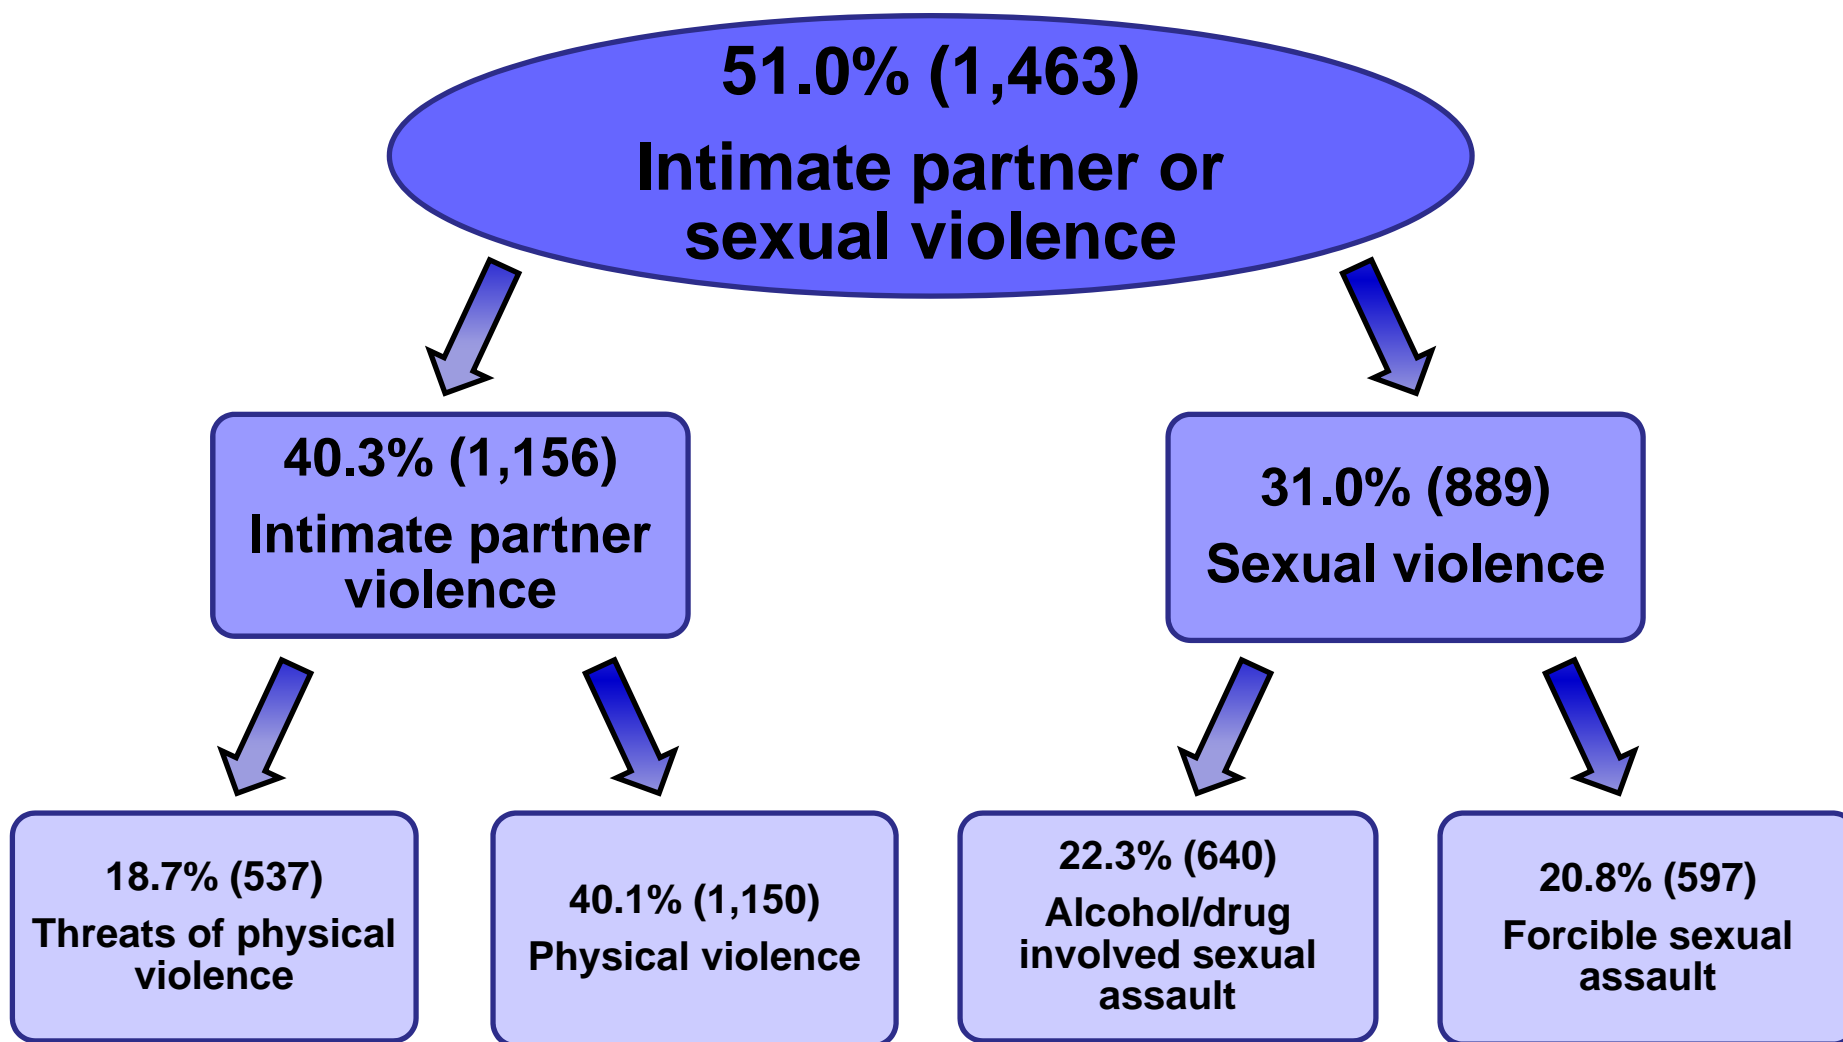 51.0% (1,463)
Intimate partner or
sexual violence
40.3% (1,156)
Intimate partner
violence
31.0% (889)
Sexual violence
18.7% (537)
Threats of physical
violence
40.1% (1,150)
Physical violence
22.3% (640)
Alcohol/drug
involved sexual
assault
20.8% (597)
Forcible sexual
assault